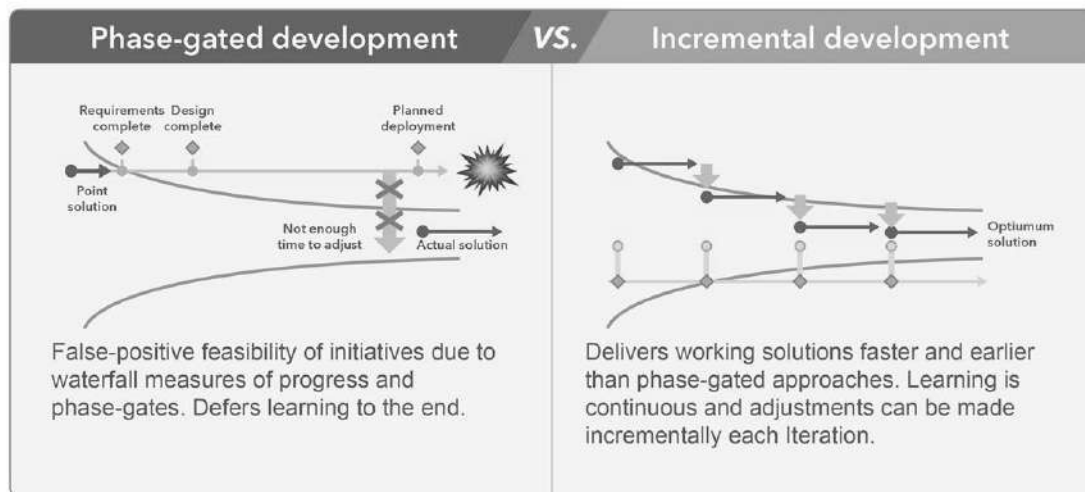 Phase-gated development
VS.
Incremental development
Requirements
complete
Design
complete
Planned
deployment
Point
solution
Not enough
time to adjust
Actual solution
False-positive feasibility of initiatives due to
waterfall measures of progress and
phase-gates. Defers learning to the end.
Optiumum
solution
Delivers working solutions faster and earlier
than phase-gated approaches. Learning is
continuous and adjustments can be made
incrementally each Iteration.